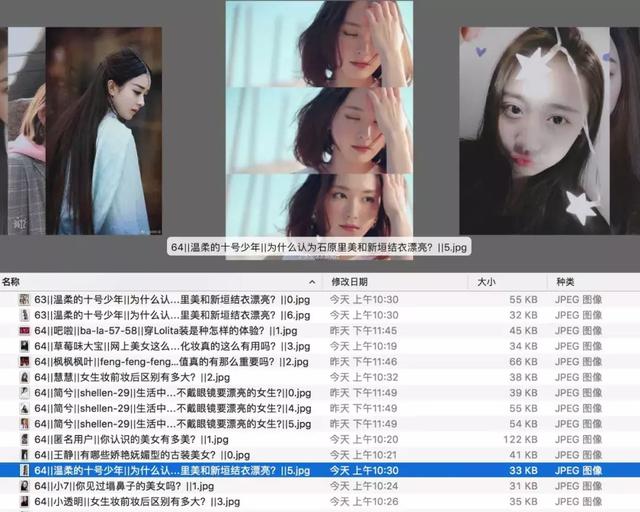 64||温柔的十号少年||为什么认为石原里美和新垣结衣漂亮？||5.jpg
名称 修改日期 大小 种类
63||温柔的十号少年||为什么认…里美和新垣结衣漂亮？||0.jpg 今天 上午10:30 55 KB JPEG 图像
63||温柔的十号少年||为什么认…里美和新垣结衣漂亮？||6.jpg 今天 上午10:30 32 KB JPEG 图像
64||吧啦||ba-la-57-58||穿Lolita装是种怎样的体验？||1.jpg 昨天 下午11:45 45 KB JPEG 图像
64||草莓味大宝||网上美女这么…化妆真的这么有用吗？||3.jpg 今天 上午10:20 34 KB JPEG 图像
64||枫枫枫叶||feng-feng-feng…值真的有那么重要吗？||2.jpg 昨天 下午11:46 66 KB JPEG 图像
64||慧慧||女生妆前妆后区别有多大？||2.jpg 今天 上午10:32 38 KB JPEG 图像
64||简兮||shellen-29||生活中…不戴眼镜要漂亮的女生？||0.jpg 昨天 下午11:49 39 KB JPEG 图像
64||简兮||shellen-29||生活中…不戴眼镜要漂亮的女生？||4.jpg 昨天 下午11:49 55 KB JPEG 图像
64||简兮||shellen-29||生活中…不戴眼镜要漂亮的女生？||5.jpg 昨天 下午11:49 54 KB JPEG 图像
64||匿名用户||你认识的美女有多美？||1.jpg 今天 上午10:20 122 KB JPEG 图像
64||王静||有哪些娇艳妩媚型的古装美女？||0.jpg 今天 上午10:21 41 KB JPEG 图像
64||温柔的十号少年||为什么认…里美和新垣结衣漂亮？||5.jpg 今天 上午10:30 33 KB JPEG 图像
64||小7||你见过塌鼻子的美女吗？||1.jpg 今天 上午10:24 31 KB JPEG 图像
64||小透明||女生妆前妆后区别有多大？||3.jpg 今天 上午10:26 35 KB JPEG 图像